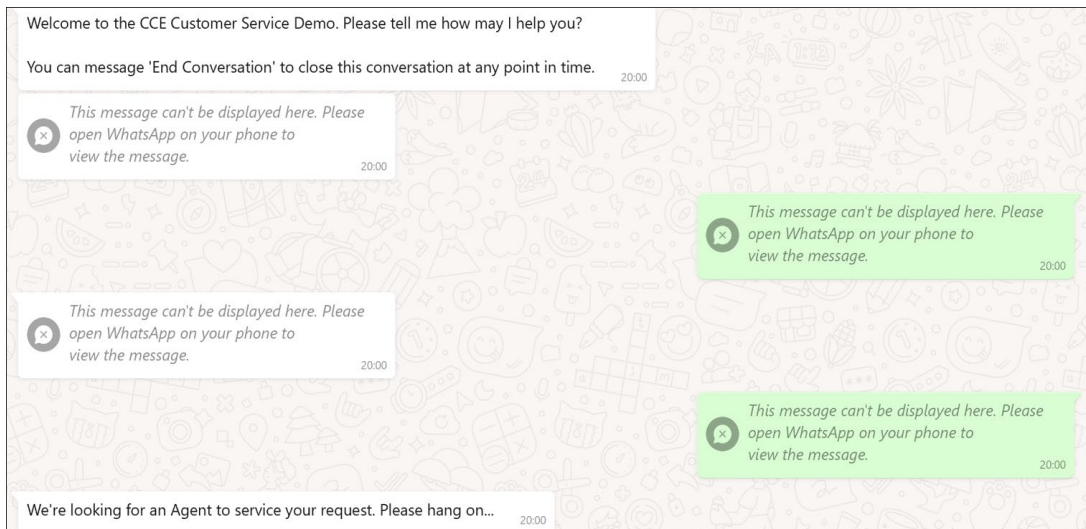 Welcome to the CCE Customer Service Demo. Please tell me how may I help you?
You can message 'End Conversation' to close this conversation at any point in time.
20:00
This message can't be displayed here. Please
open WhatsApp on your phone to
view the message.
20:00
This message can't be displayed here. Please
open WhatsApp on your phone to
view the message.
20:00
This message can't be displayed here. Please
open WhatsApp on your phone to
view the message.
20:00
This message can't be displayed here. Please
open WhatsApp on your phone to
view the message.
20:00
We're looking for an Agent to service your request. Please hang on...
20:00